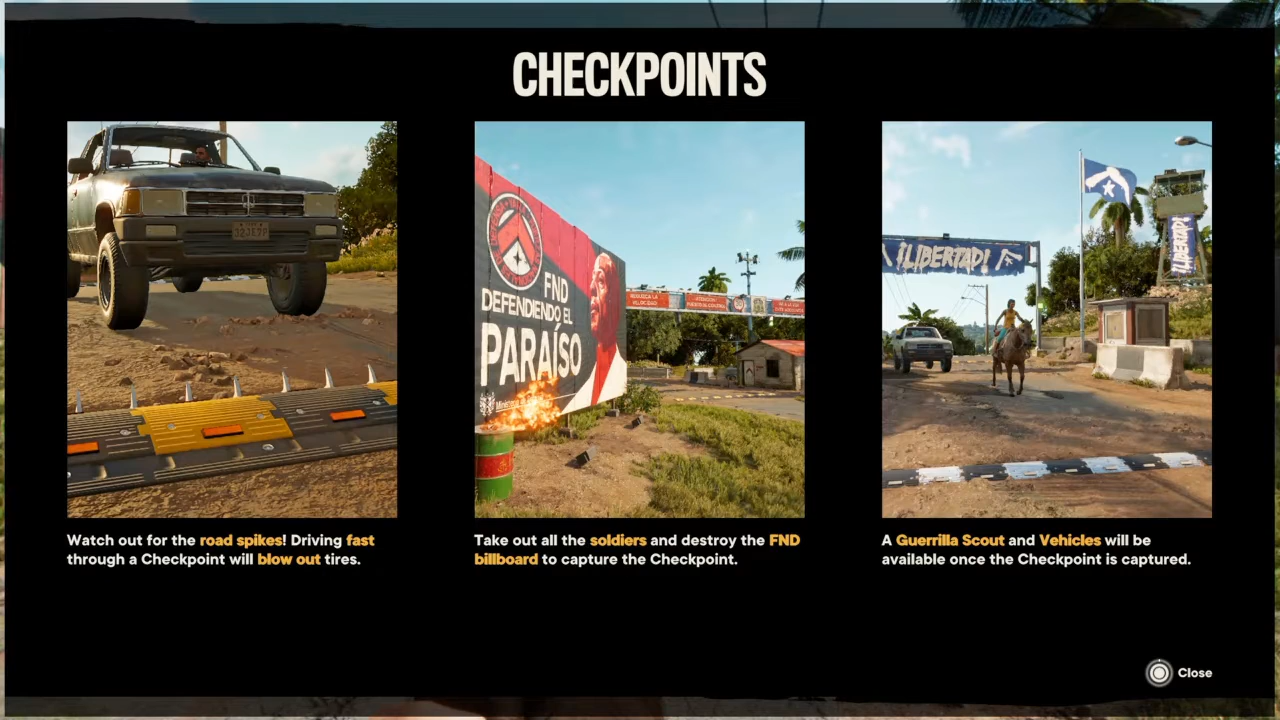 CHECKPOINTS
FND
DEFENDIENDO EL
PARAÍSO
¡LIBERTAD!
Watch out for the road spikes! Driving fast
through a Checkpoint will blow out tires.
Take out all the soldiers and destroy the FND
billboard to capture the Checkpoint.
A Guerrilla Scout and Vehicles will be
available once the Checkpoint is captured.
Close